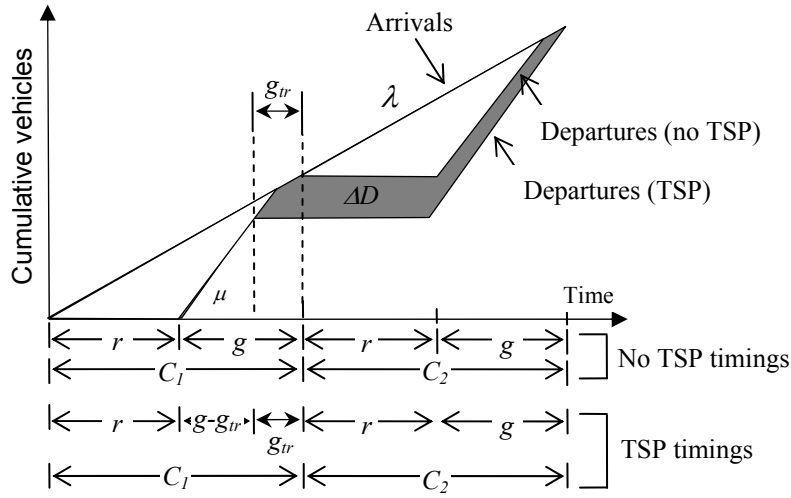 Cumulative vehicles
Arrivals
λ
g_tr
Departures (no TSP)
Departures (TSP)
ΔD
μ
Time
r g r g
C_1 C_2
No TSP timings
r g-g_tr g_tr r g
C_1 C_2
TSP timings